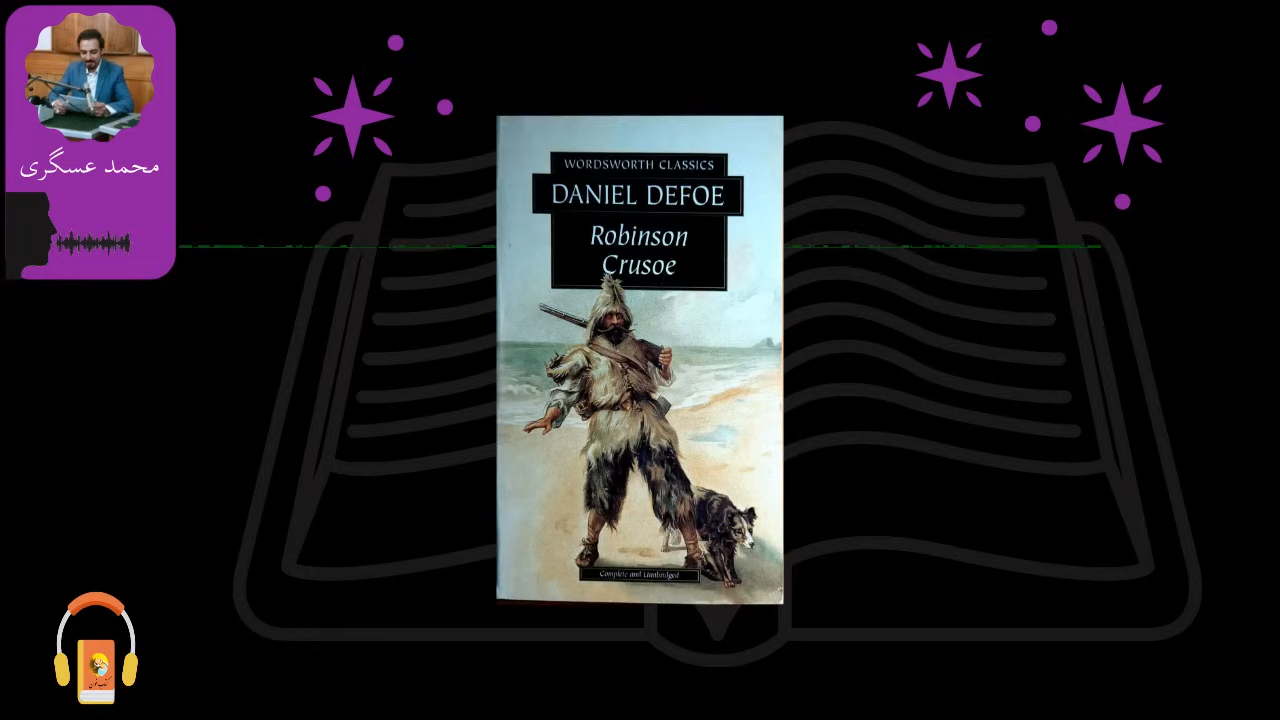 محمد عسگری
WORDSWORTH CLASSICS
DANIEL DEFOE
Robinson
Crusoe
Complete and Unabridged